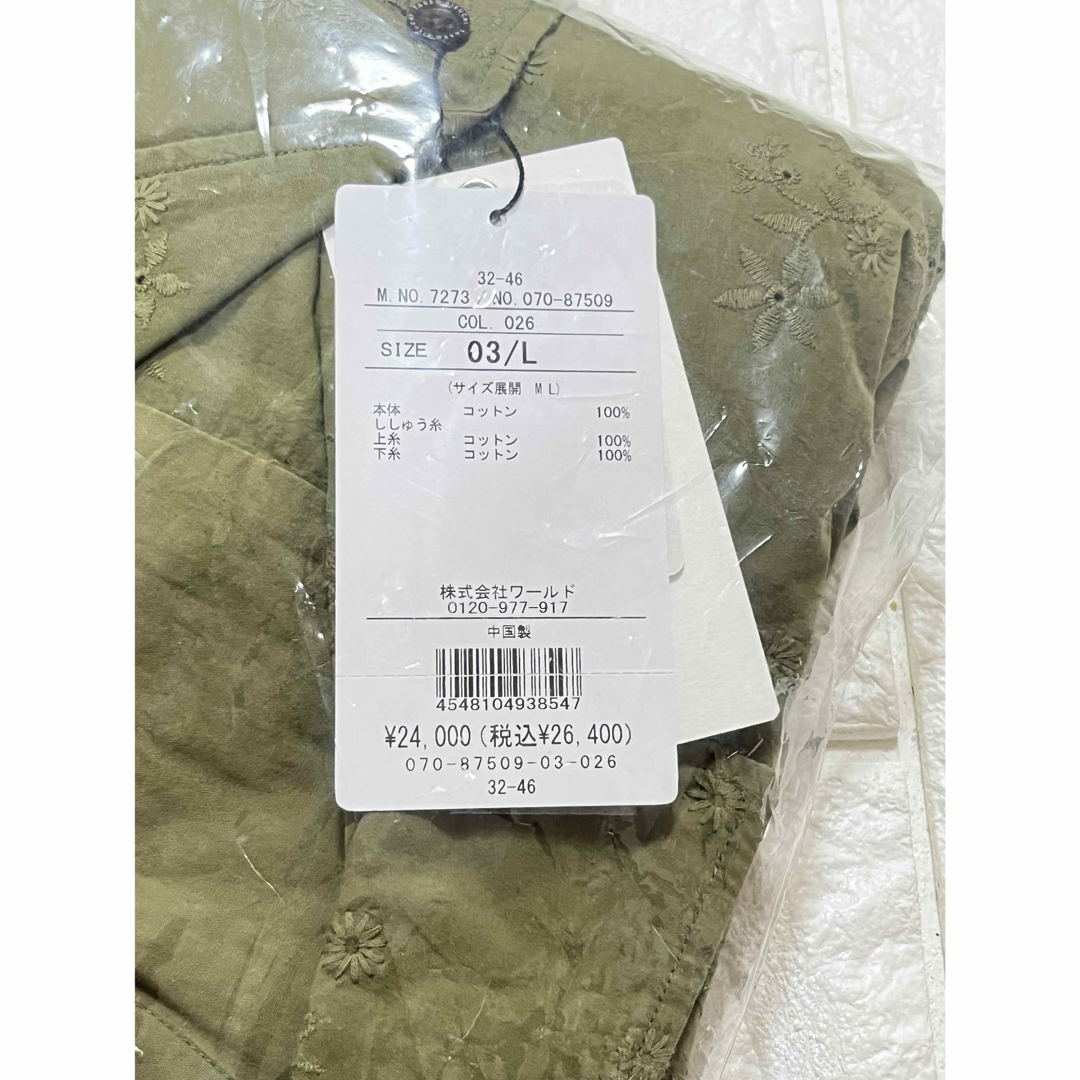 32-46
M.NO.7273 / NO.070-87509
COL. 026
SIZE 03/L
(サイズ展開 M L)
本体 コットン 100%
ししゅう糸
上糸 コットン 100%
下糸 コットン 100%
株式会社ワールド
0120-977-917
中国製
4548104938547
¥24,000(税込¥26,400)
070-87509-03-026
32-46